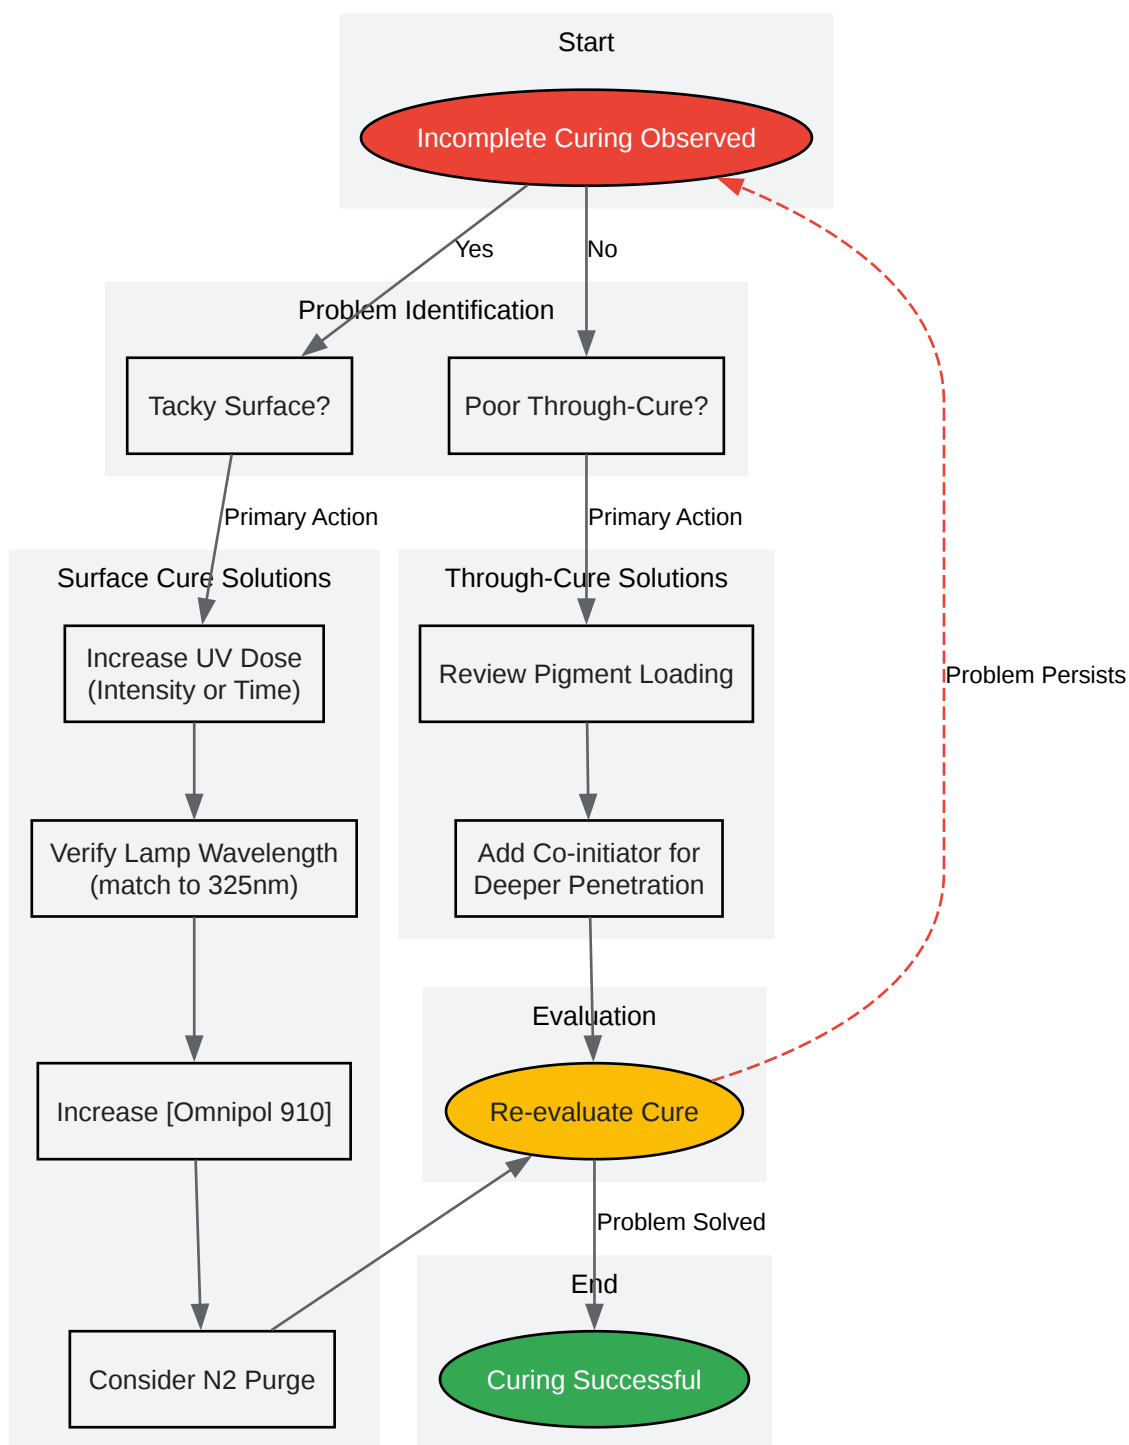 Start
Incomplete Curing Observed
Yes
No
Problem Identification
Tacky Surface?
Poor Through-Cure?
Primary Action
Primary Action
Surface Cure Solutions
Through-Cure Solutions
Increase UV Dose
(Intensity or Time)
Review Pigment Loading
Problem Persists
Verify Lamp Wavelength
(match to 325nm)
Add Co-initiator for
Deeper Penetration
Evaluation
Increase [Omnipol 910]
Re-evaluate Cure
Problem Solved
End
Consider N2 Purge
Curing Successful